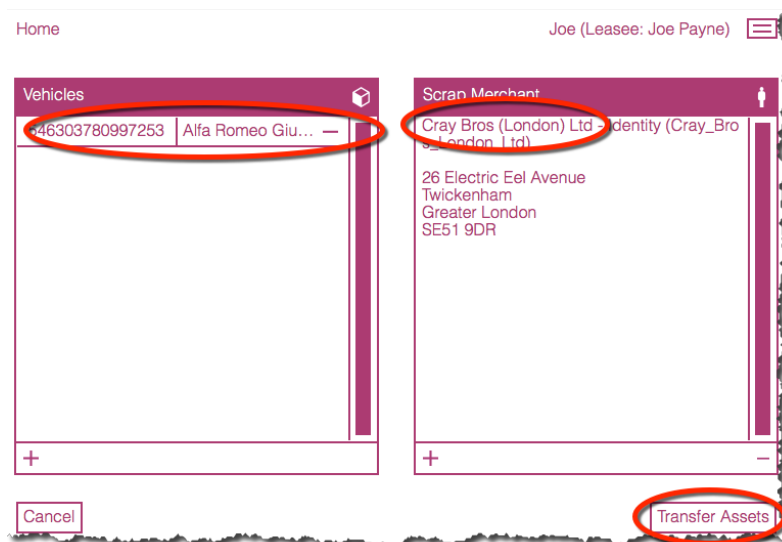 Home
Joe (Leasee: Joe Payne)
Vehicles
Scrap Merchant
Alfa Romeo Giu... −
Cray Bros (London) Ltd - Identity (Cray_Bro
s_London_Ltd)
26 Electric Eel Avenue
Twickenham
Greater London
SE51 9DR
+
+ −
Cancel
Transfer Assets